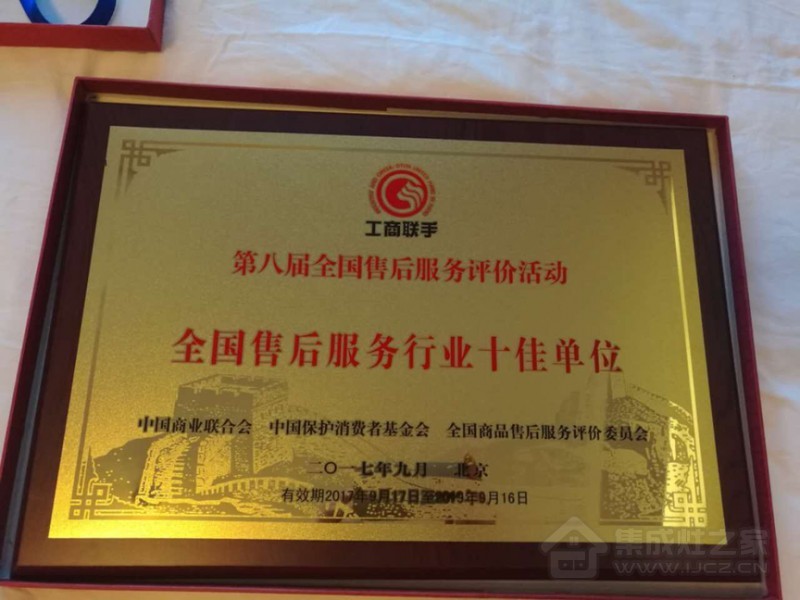 工商联手
第八届全国售后服务评价活动
全国售后服务行业十佳单位
中国商业联合会 中国保护消费者基金会 全国商品售后服务评价委员会
二〇一七年九月 北京
有效期2017年9月17日至2019年9月16日
集成灶之家
WWW.IJCZ.CN